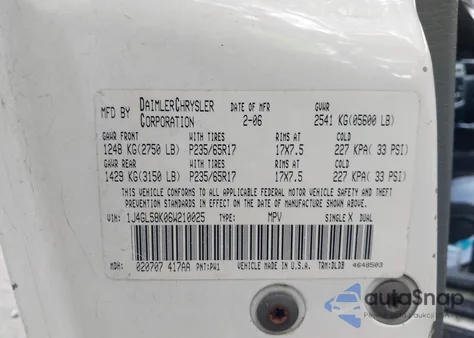 MFD BY DAIMLERCHRYSLER CORPORATION DATE OF MFR 2-06 GVWR 2541 KG(05600 LB)
GAWR FRONT WITH TIRES RIMS AT COLD
1248 KG(2750 LB) P235/65R17 17X7.5 227 KPA( 33 PSI)
GAWR REAR WITH TIRES RIMS AT COLD
1429 KG(3150 LB) P235/65R17 17X7.5 227 KPA( 33 PSI)
THIS VEHICLE CONFORMS TO ALL APPLICABLE FEDERAL MOTOR VEHICLE SAFETY AND THEFT
PREVENTION STANDARDS IN EFFECT ON THE DATE OF MANUFACTURE SHOWN ABOVE.
VIN: 1J4GL58K06W210025 TYPE: MPV SINGLE X DUAL
MDH: 020707 417AA PNT:PW1 VEHICLE MADE IN U.S.A. TRM:DLDB 4648503
autoSnap